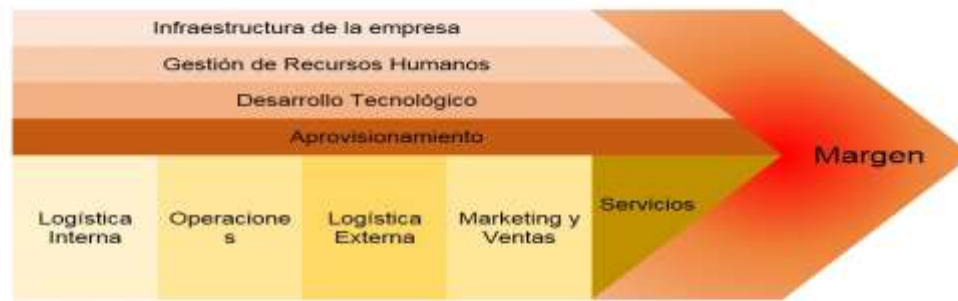 Infraestructura de la empresa
Gestión de Recursos Humanos
Desarrollo Tecnológico
Aprovisionamiento
Margen
Logística
Interna
Operacione
s
Logística
Externa
Marketing y
Ventas
Servicios